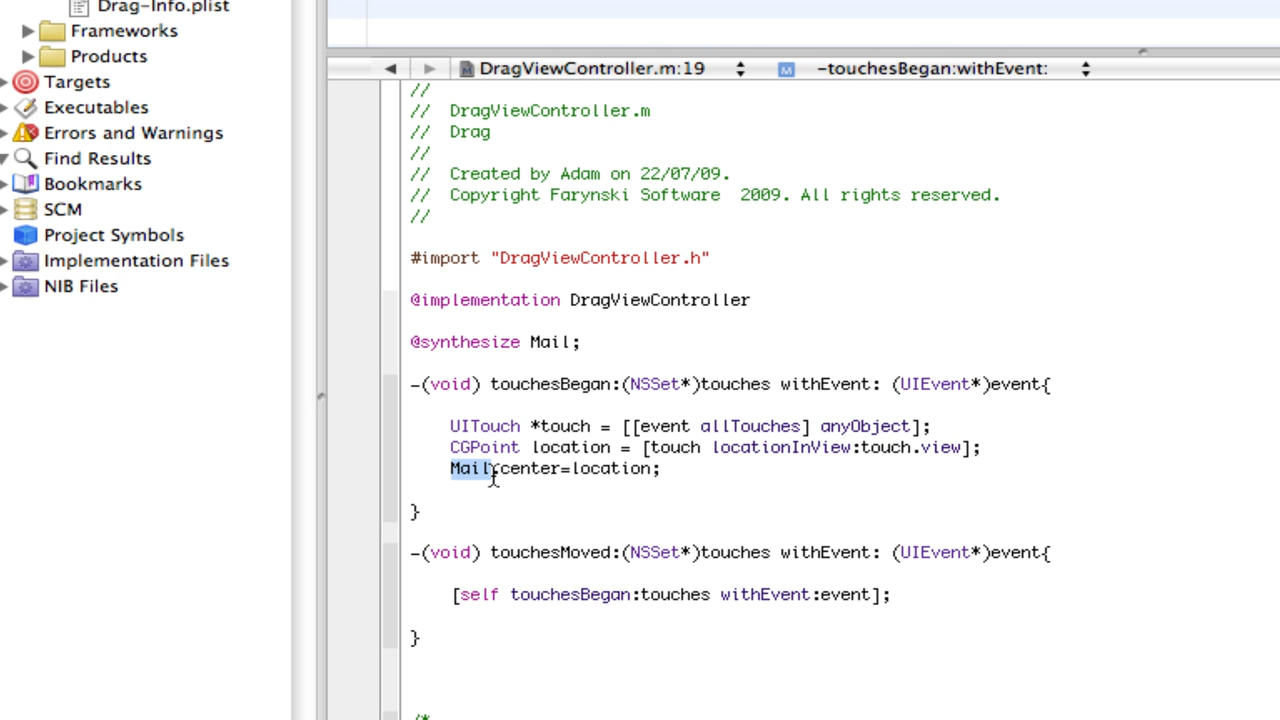 Drag-Info.plist
Frameworks
Products
Targets
Executables
Errors and Warnings
Find Results
Bookmarks
SCM
Project Symbols
Implementation Files
NIB Files
DragViewController.m:19
M
-touchesBegan:withEvent:
//
//  DragViewController.m
//  Drag
//
//  Created by Adam on 22/07/09.
//  Copyright Farynski Software  2009. All rights reserved.
//
#import "DragViewController.h"
@implementation DragViewController
@synthesize Mail;
-(void) touchesBegan:(NSSet*)touches withEvent: (UIEvent*)event{
UITouch *touch = [[event allTouches] anyObject];
CGPoint location = [touch locationInView:touch.view];
Mail.center=location;
}
-(void) touchesMoved:(NSSet*)touches withEvent: (UIEvent*)event{
[self touchesBegan:touches withEvent:event];
}
/*